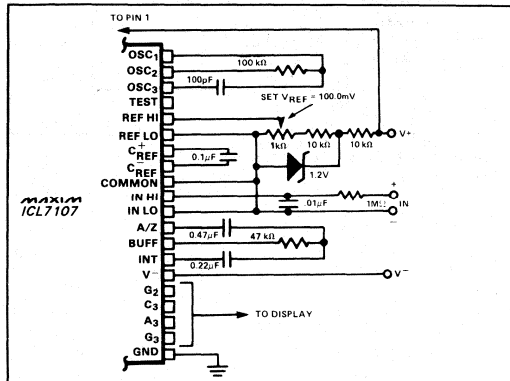 TO PIN 1
OSC1
OSC2
100 kΩ
OSC3
100pF
TEST
SET VREF = 100.0mV
REF HI
REF LO
V+
1kΩ
10 kΩ
10 kΩ
C+REF
0.1μF
C-REF
1.2V
COMMON
MAXIM
ICL7107
IN HI
+
.01μF
1MΩ
IN
IN LO
−
A/Z
0.47μF
BUFF
47 kΩ
INT
0.22μF
V−
V−
G2
C3
A3
TO DISPLAY
G3
GND